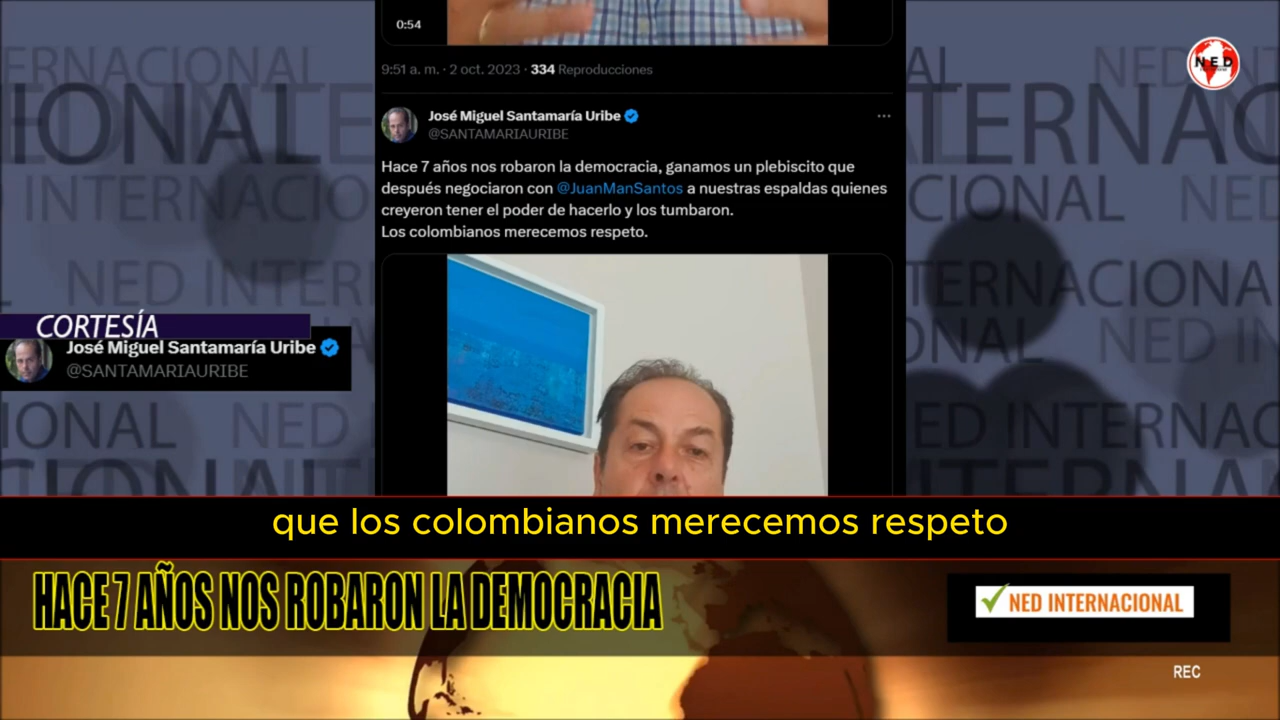 0:54
9:51 a. m. · 2 oct. 2023 · 334 Reproducciones
NED
José Miguel Santamaría Uribe
@SANTAMARIAURIBE
Hace 7 años nos robaron la democracia, ganamos un plebiscito que
después negociaron con @JuanManSantos a nuestras espaldas quienes
creyeron tener el poder de hacerlo y los tumbaron.
Los colombianos merecemos respeto.
CORTESÍA
José Miguel Santamaría Uribe
@SANTAMARIAURIBE
que los colombianos merecemos respeto
HACE 7 AÑOS NOS ROBARON LA DEMOCRACIA
NED INTERNACIONAL
REC